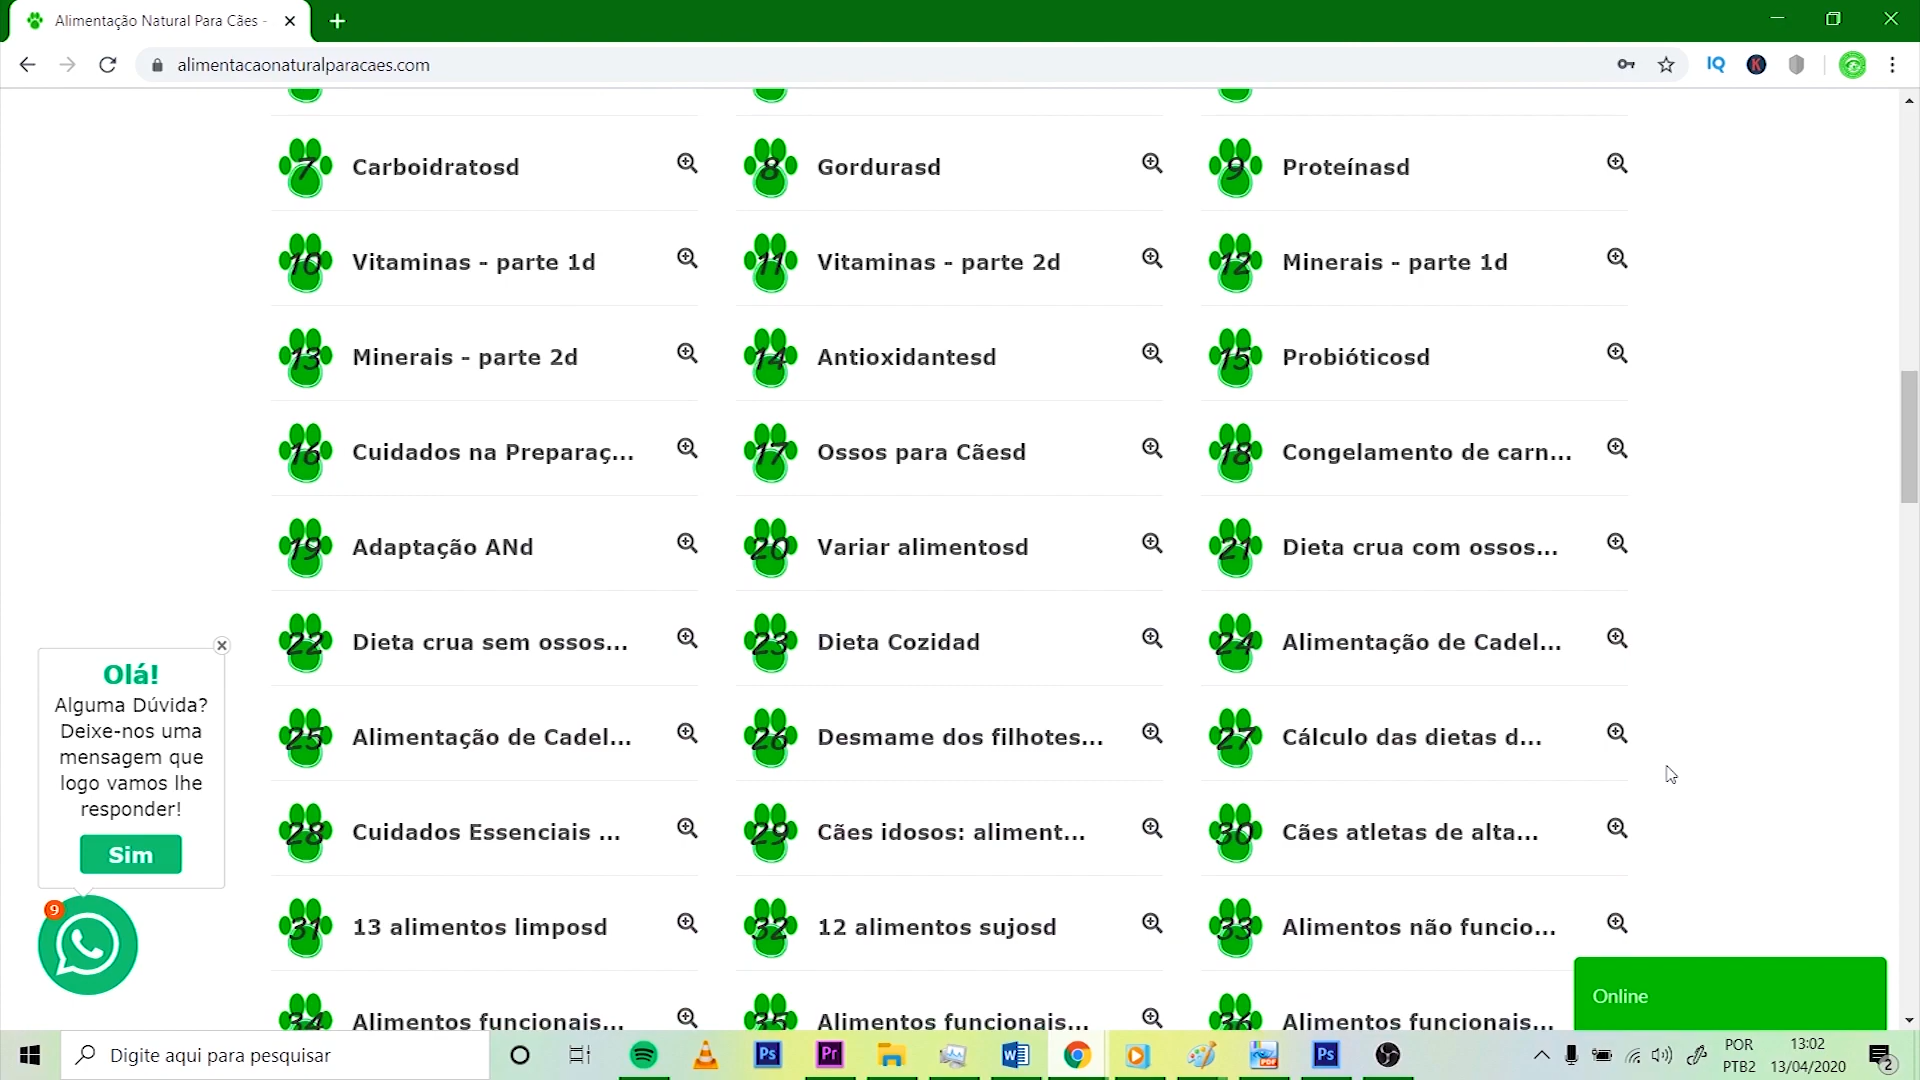 Alimentação Natural Para Cães -
alimentacaonaturalparacaes.com
IQ
K
7 Carboidratosd
8 Gordurasd
9 Proteínasd
10 Vitaminas - parte 1d
11 Vitaminas - parte 2d
12 Minerais - parte 1d
13 Minerais - parte 2d
14 Antioxidantesd
15 Probióticosd
16 Cuidados na Preparaç...
17 Ossos para Cãesd
18 Congelamento de carn...
19 Adaptação ANd
20 Variar alimentosd
21 Dieta crua com ossos...
22 Dieta crua sem ossos...
23 Dieta Cozidad
24 Alimentação de Cadel...
25 Alimentação de Cadel...
26 Desmame dos filhotes...
27 Cálculo das dietas d...
28 Cuidados Essenciais ...
29 Cães idosos: aliment...
30 Cães atletas de alta...
31 13 alimentos limposd
32 12 alimentos sujosd
33 Alimentos não funcio...
34 Alimentos funcionais...
35 Alimentos funcionais...
36 Alimentos funcionais...
Olá!
Alguma Dúvida?
Deixe-nos uma
mensagem que
logo vamos lhe
responder!
Sim
9
Online
Digite aqui para pesquisar
Ps
Pr
W
PDF
Ps
POR
PTB2
13:02
13/04/2020
2